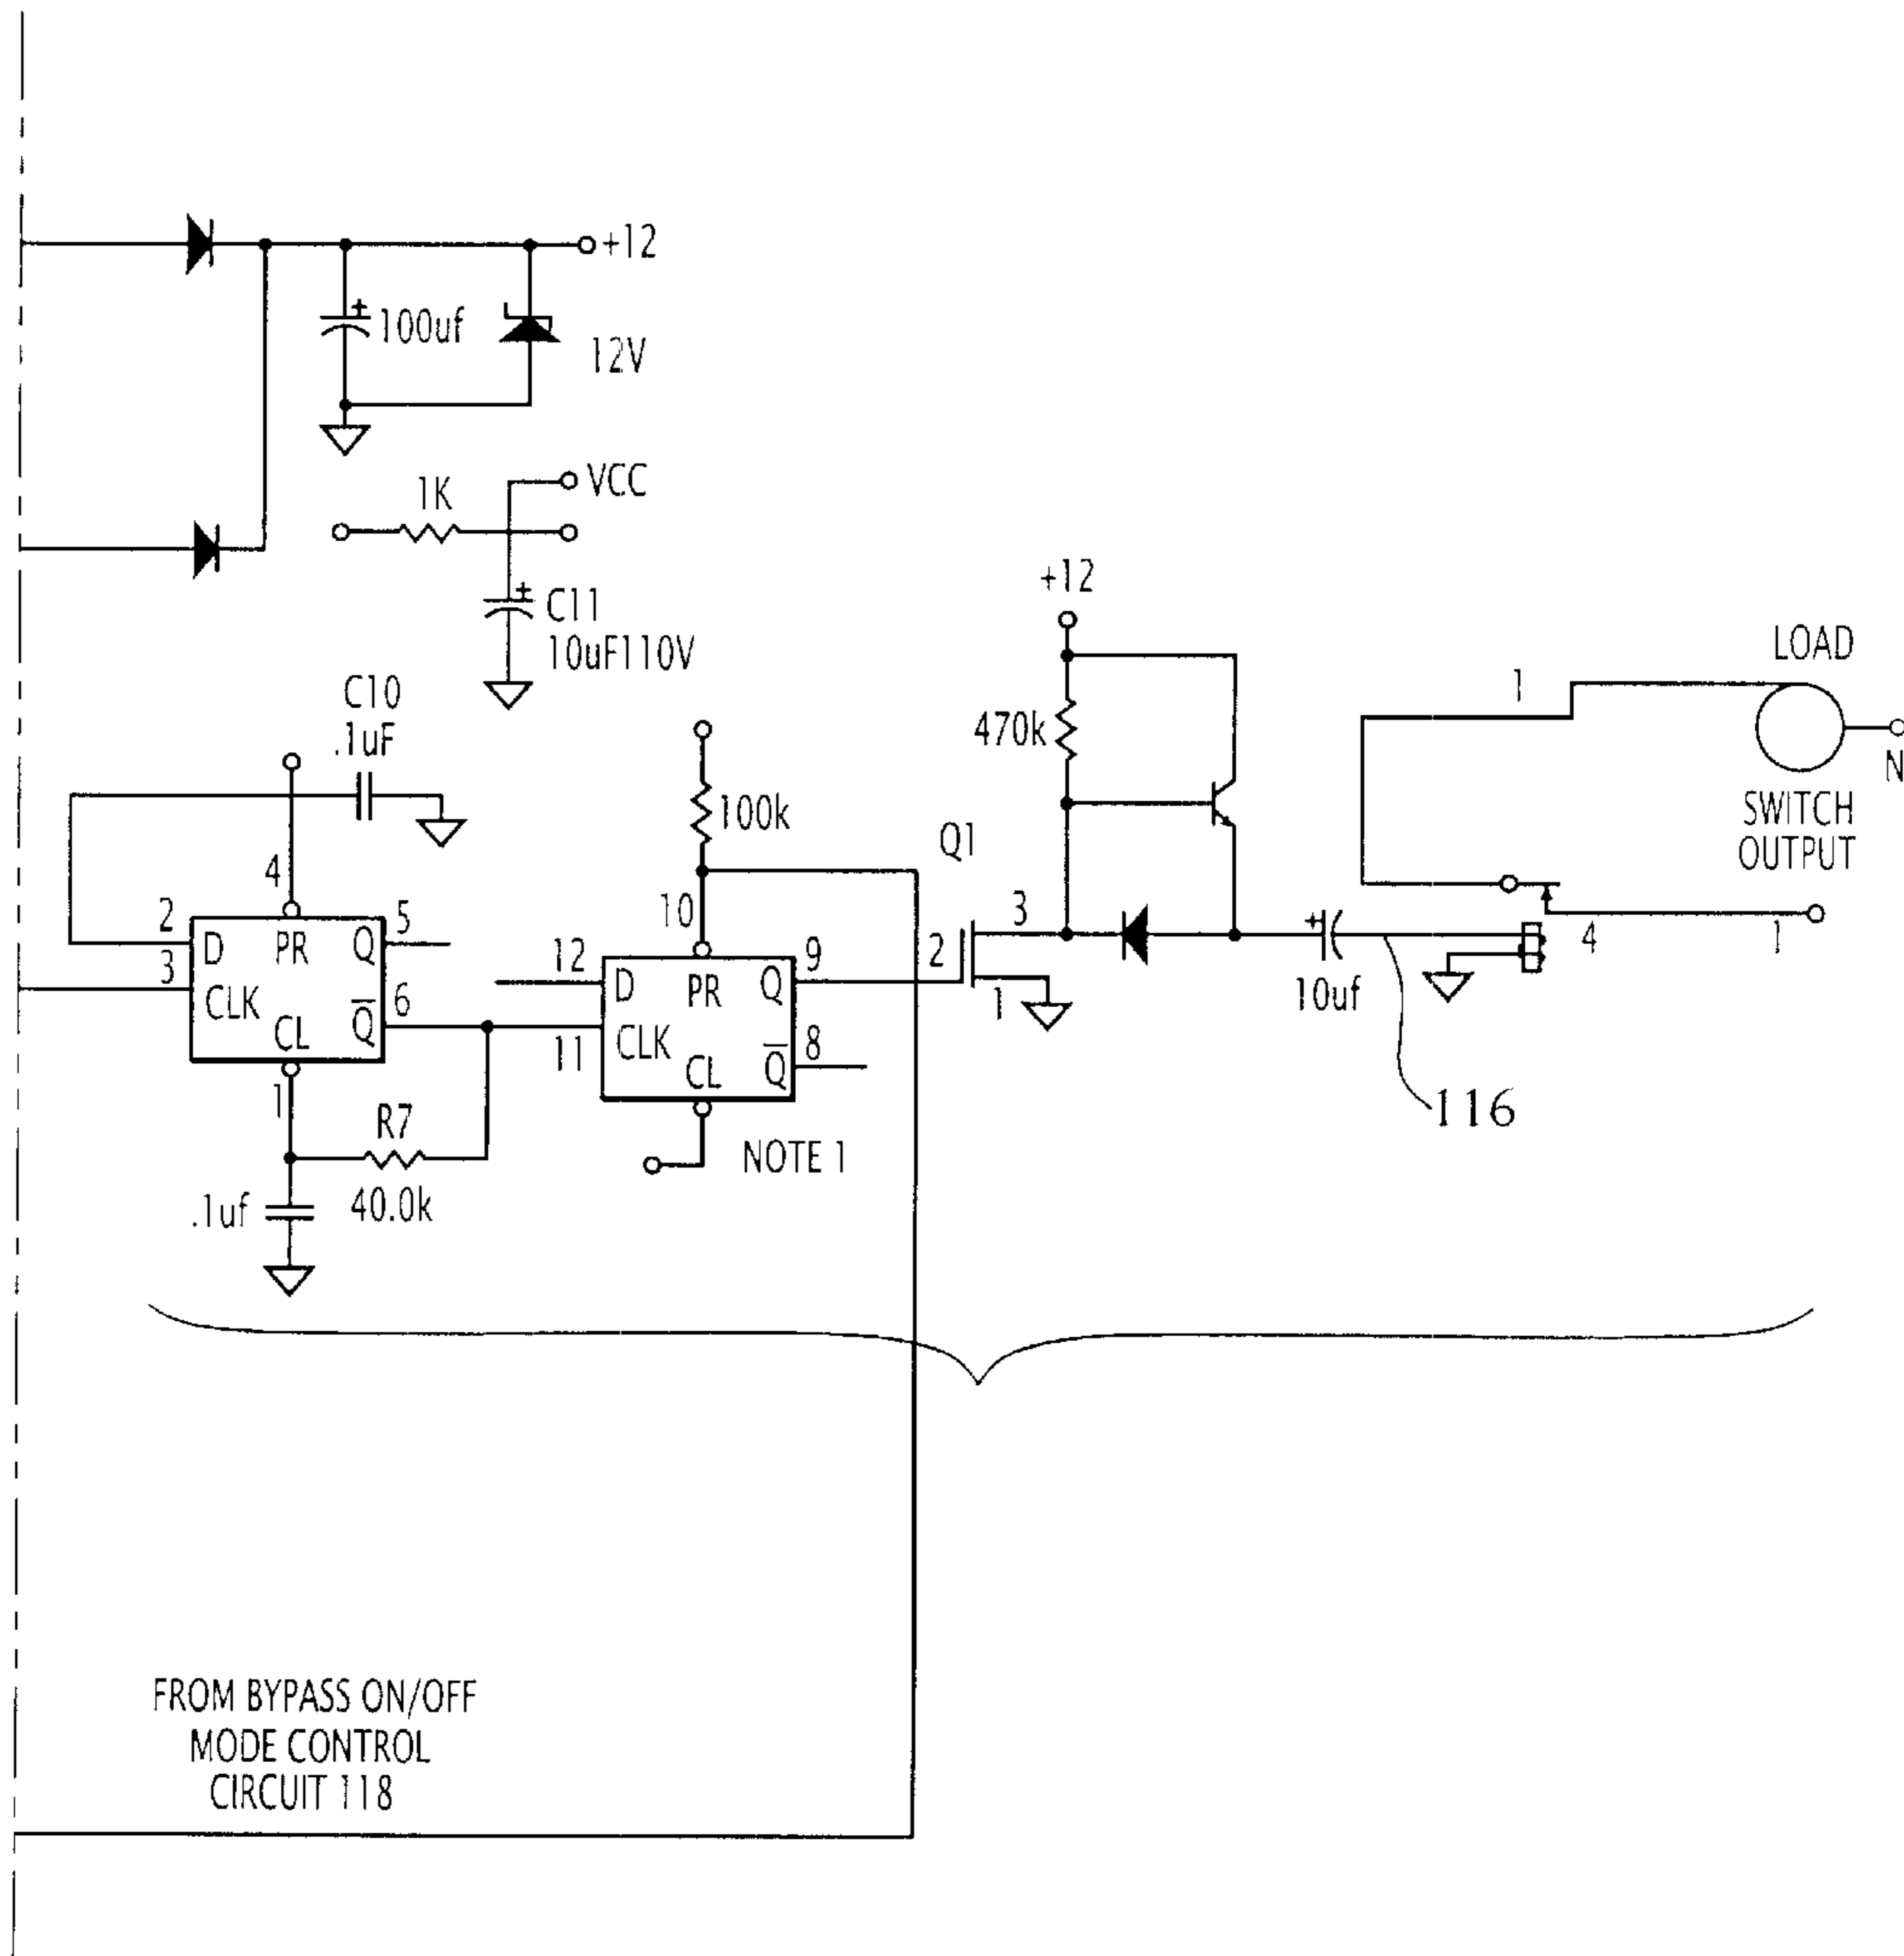 +12
100uf
12V
VCC
1K
C11
10uF110V
+12
LOAD
1
N
C10
.1uF
470k
100k
SWITCH
OUTPUT
Q1
4
10
3
2
5
D
PR
Q
3
CLK
6
CL
Q̅
1
12
9
2
D
PR
Q
1
11
CLK
8
CL
Q̅
10uf
4
1
116
R7
40.0k
NOTE 1
.1uf
FROM BYPASS ON/OFF
MODE CONTROL
CIRCUIT 118